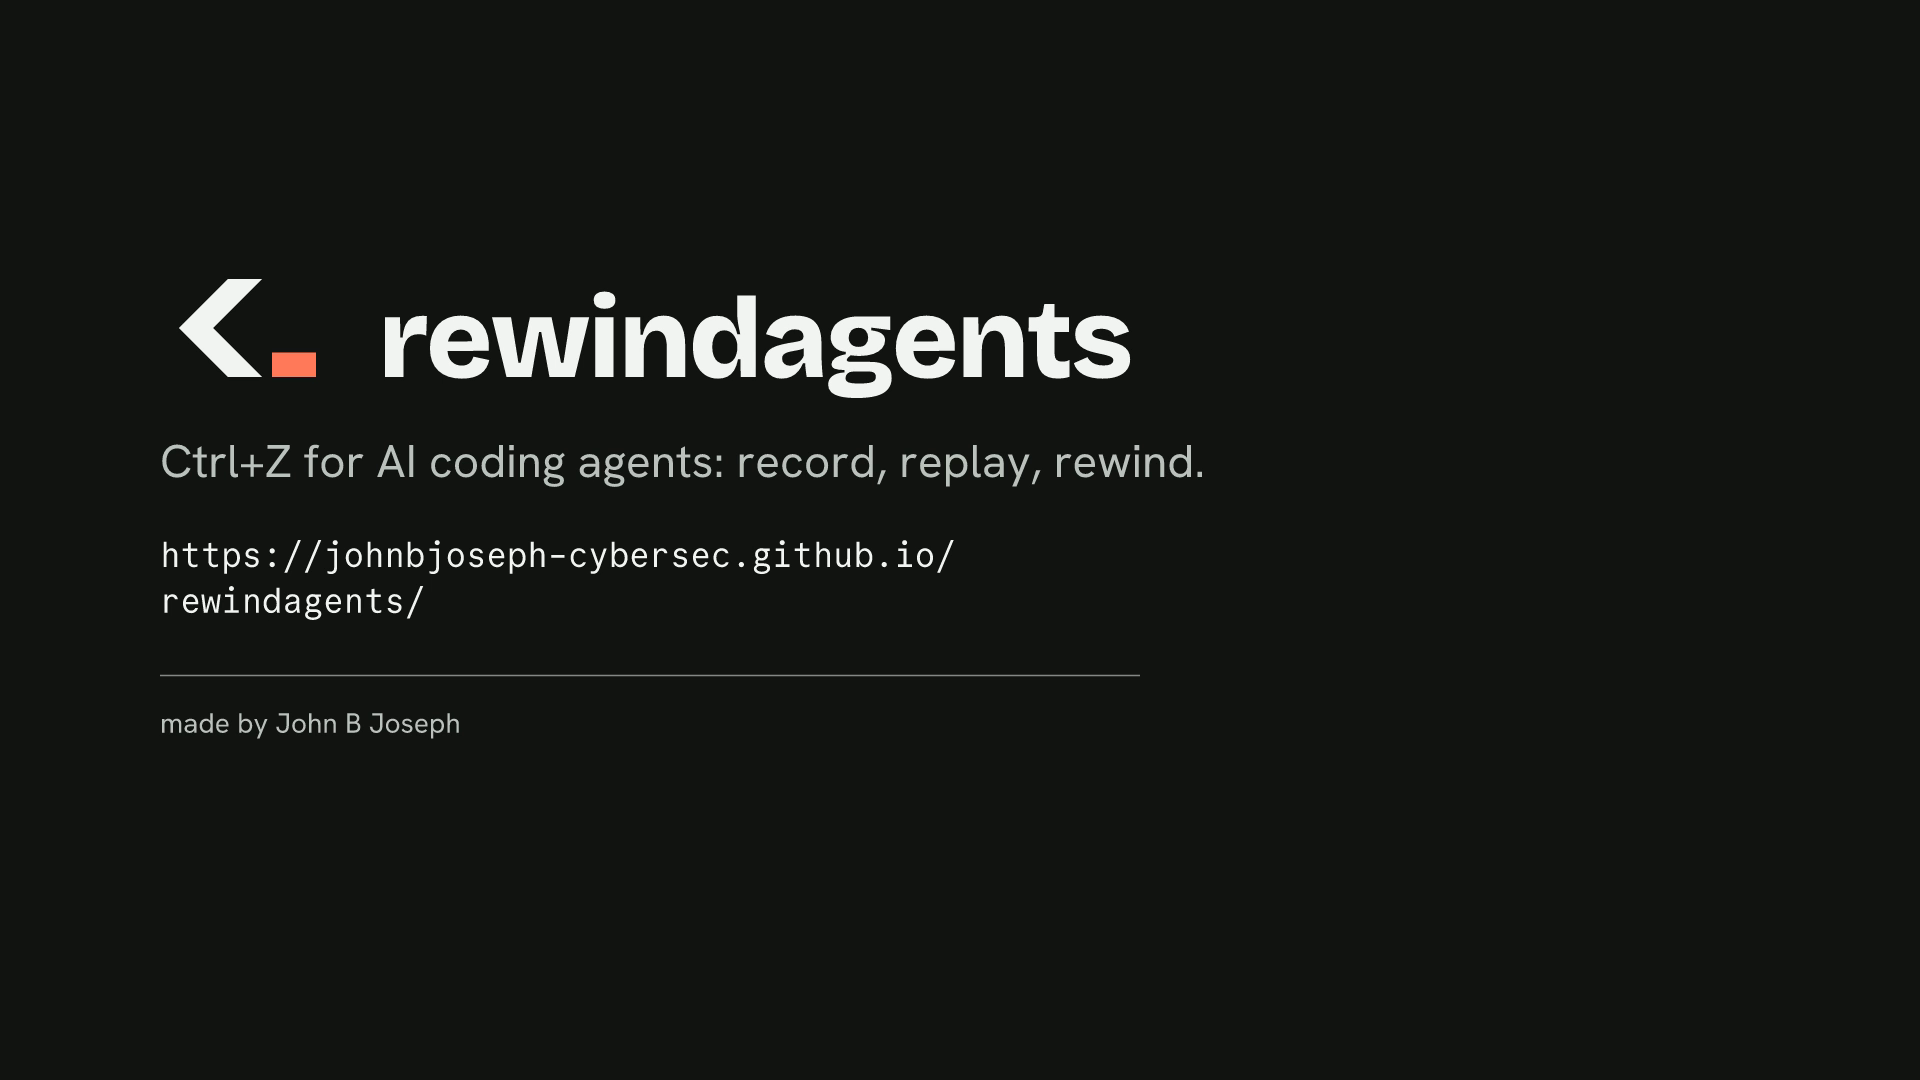 rewindagents
Ctrl+Z for AI coding agents: record, replay, rewind.
https://johnbjoseph-cybersec.github.io/
rewindagents/
made by John B Joseph